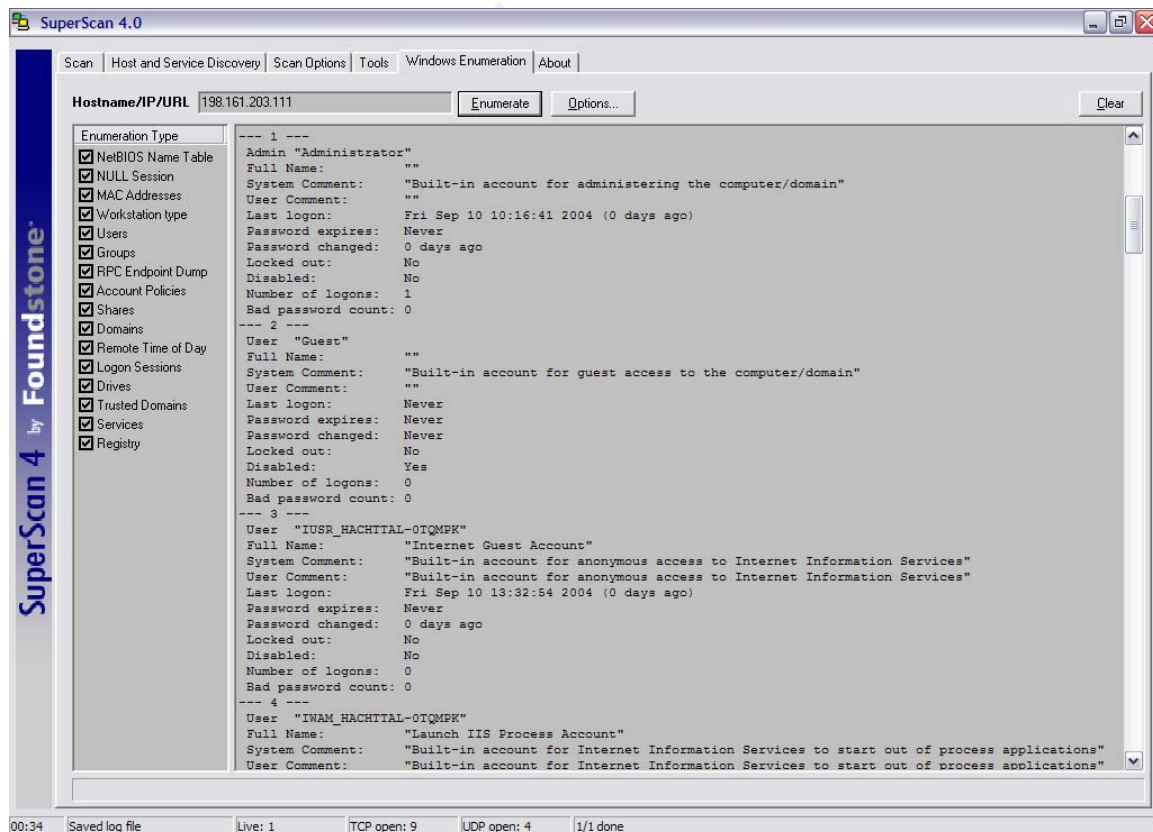 SuperScan 4.0
Scan
Host and Service Discovery
Scan Options
Tools
Windows Enumeration
About
Hostname/IP/URL 198.161.203.111
Enumerate
Options...
Clear
Enumeration Type
NetBIOS Name Table
NULL Session
MAC Addresses
Workstation type
Users
Groups
RPC Endpoint Dump
Account Policies
Shares
Domains
Remote Time of Day
Logon Sessions
Drives
Trusted Domains
Services
Registry
--- 1 ---
Admin "Administrator"
Full Name: ""
System Comment: "Built-in account for administering the computer/domain"
User Comment: ""
Last logon: Fri Sep 10 10:16:41 2004 (0 days ago)
Password expires: Never
Password changed: 0 days ago
Locked out: No
Disabled: No
Number of logons: 1
Bad password count: 0
--- 2 ---
User "Guest"
Full Name: ""
System Comment: "Built-in account for guest access to the computer/domain"
User Comment: ""
Last logon: Never
Password expires: Never
Password changed: Never
Locked out: No
Disabled: Yes
Number of logons: 0
Bad password count: 0
--- 3 ---
User "IUSR_HACHTTAL-0TQMPK"
Full Name: "Internet Guest Account"
System Comment: "Built-in account for anonymous access to Internet Information Services"
User Comment: "Built-in account for anonymous access to Internet Information Services"
Last logon: Fri Sep 10 13:32:54 2004 (0 days ago)
Password expires: Never
Password changed: 0 days ago
Locked out: No
Disabled: No
Number of logons: 0
Bad password count: 0
--- 4 ---
User "IWAM_HACHTTAL-0TQMPK"
Full Name: "Launch IIS Process Account"
System Comment: "Built-in account for Internet Information Services to start out of process applications"
User Comment: "Built-in account for Internet Information Services to start out of process applications"
SuperScan 4 by Foundstone
00:34
Saved log file
Live: 1
TCP open: 9
UDP open: 4
1/1 done